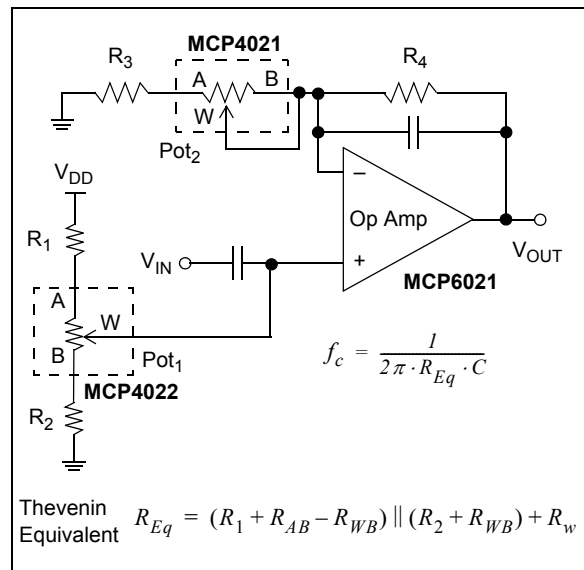 MCP4021
R3
A
B
R4
W
Pot2
VDD
−
Op Amp
R1
VIN
+
VOUT
MCP6021
A
W
B
Pot1
MCP4022
fc = 1 / 2π · REq · C
R2
Thevenin Equivalent REq = (R1 + RAB – RWB) || (R2 + RWB) + Rw